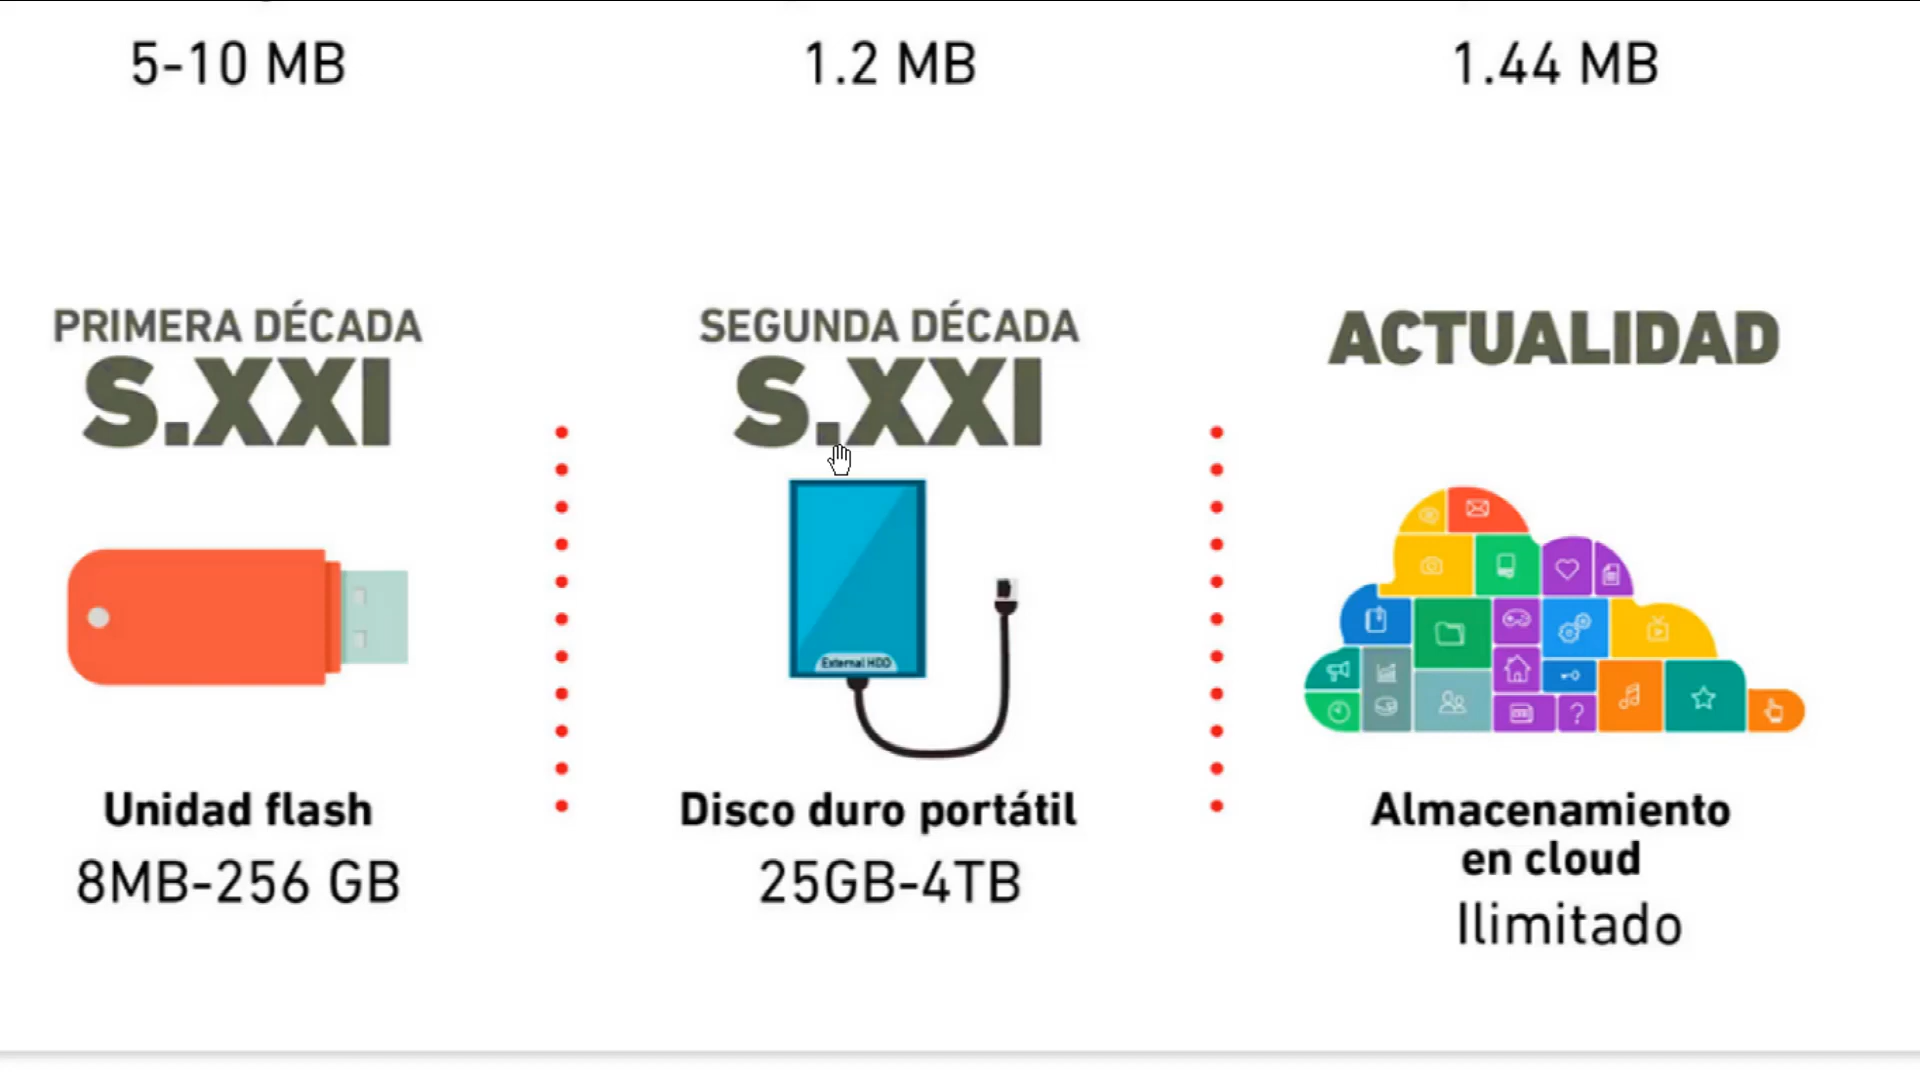 5-10 MB
1.2 MB
1.44 MB
PRIMERA DÉCADA
S.XXI
Unidad flash
8MB-256 GB
SEGUNDA DÉCADA
S.XXI
External HDD
Disco duro portátil
25GB-4TB
ACTUALIDAD
?
Almacenamiento
en cloud
Ilimitado